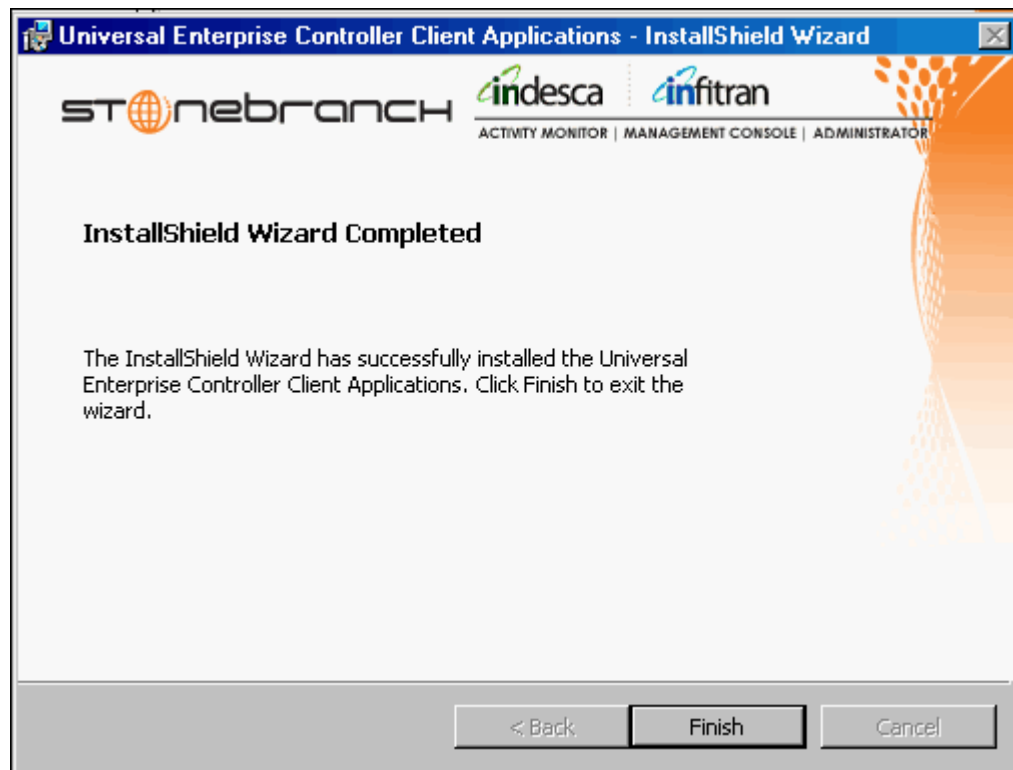 Universal Enterprise Controller Client Applications - InstallShield Wizard
stonebranch indesca infitran
ACTIVITY MONITOR | MANAGEMENT CONSOLE | ADMINISTRATOR
InstallShield Wizard Completed
The InstallShield Wizard has successfully installed the Universal
Enterprise Controller Client Applications. Click Finish to exit the
wizard.
< Back Finish Cancel